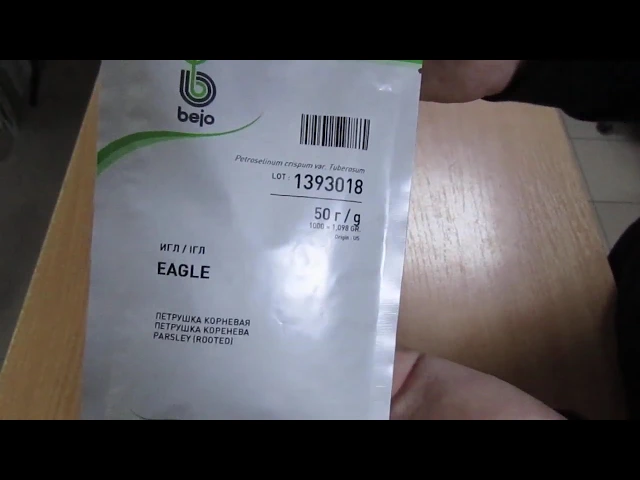 bejo
Petroselinum crispum var. Tuberosum
LOT: 1393018
50 г/g
1000 = 1,098 GR.
Origin: US
ИГЛ / ІГЛ
EAGLE
ПЕТРУШКА КОРНЕВАЯ
ПЕТРУШКА КОРЕНЕВА
PARSLEY (ROOTED)